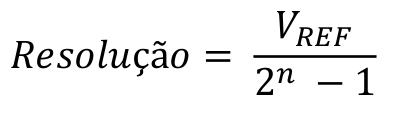 Resolução = V_REF / (2^n − 1)